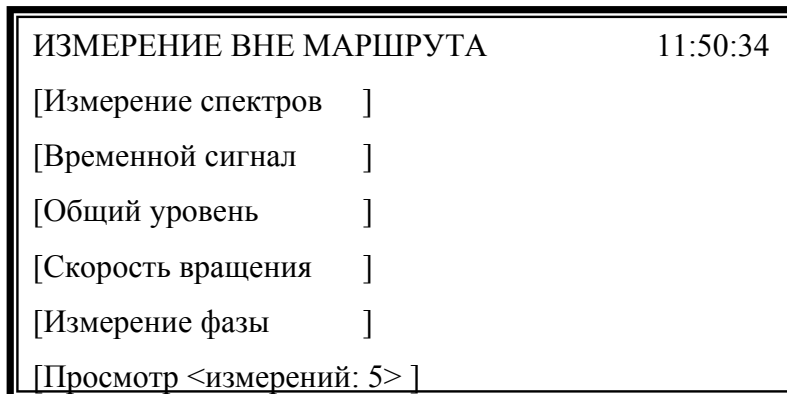 ИЗМЕРЕНИЕ ВНЕ МАРШРУТА 11:50:34
[Измерение спектров ]
[Временной сигнал ]
[Общий уровень ]
[Скорость вращения ]
[Измерение фазы ]
[Просмотр <измерений: 5> ]